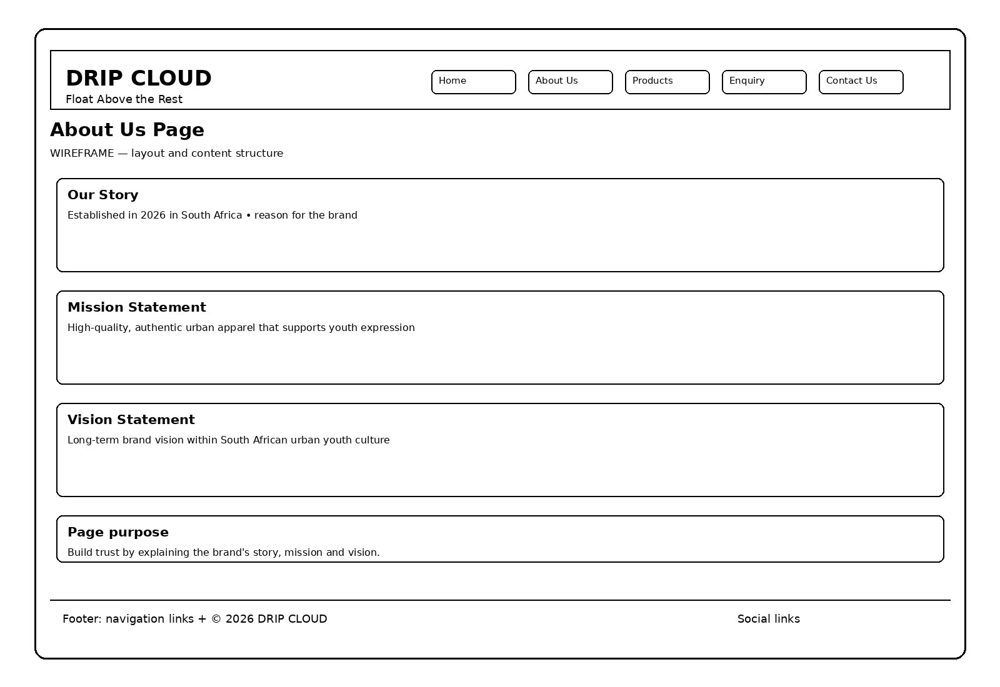 DRIP CLOUD
Float Above the Rest
Home
About Us
Products
Enquiry
Contact Us
About Us Page
WIREFRAME — layout and content structure
Our Story
Established in 2026 in South Africa • reason for the brand
Mission Statement
High-quality, authentic urban apparel that supports youth expression
Vision Statement
Long-term brand vision within South African urban youth culture
Page purpose
Build trust by explaining the brand's story, mission and vision.
Footer: navigation links + © 2026 DRIP CLOUD
Social links